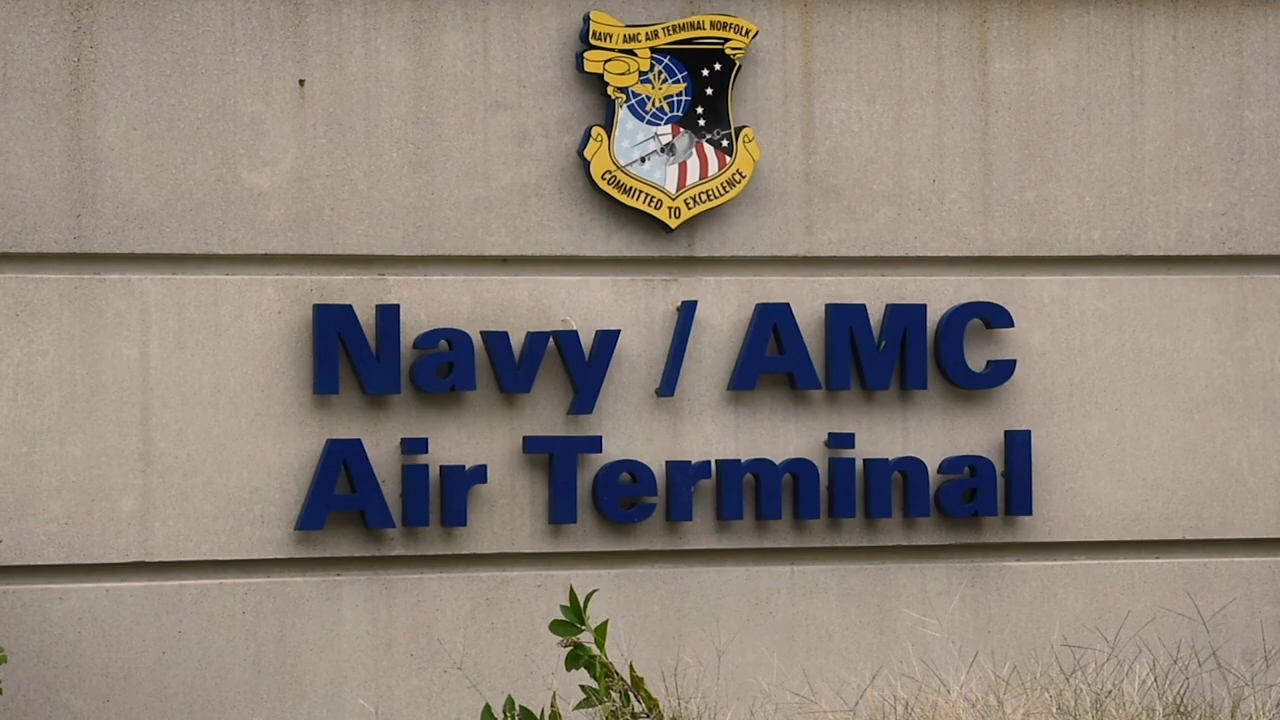 NAVY / AMC AIR TERMINAL NORFOLK
COMMITTED TO EXCELLENCE
Navy / AMC
Air Terminal